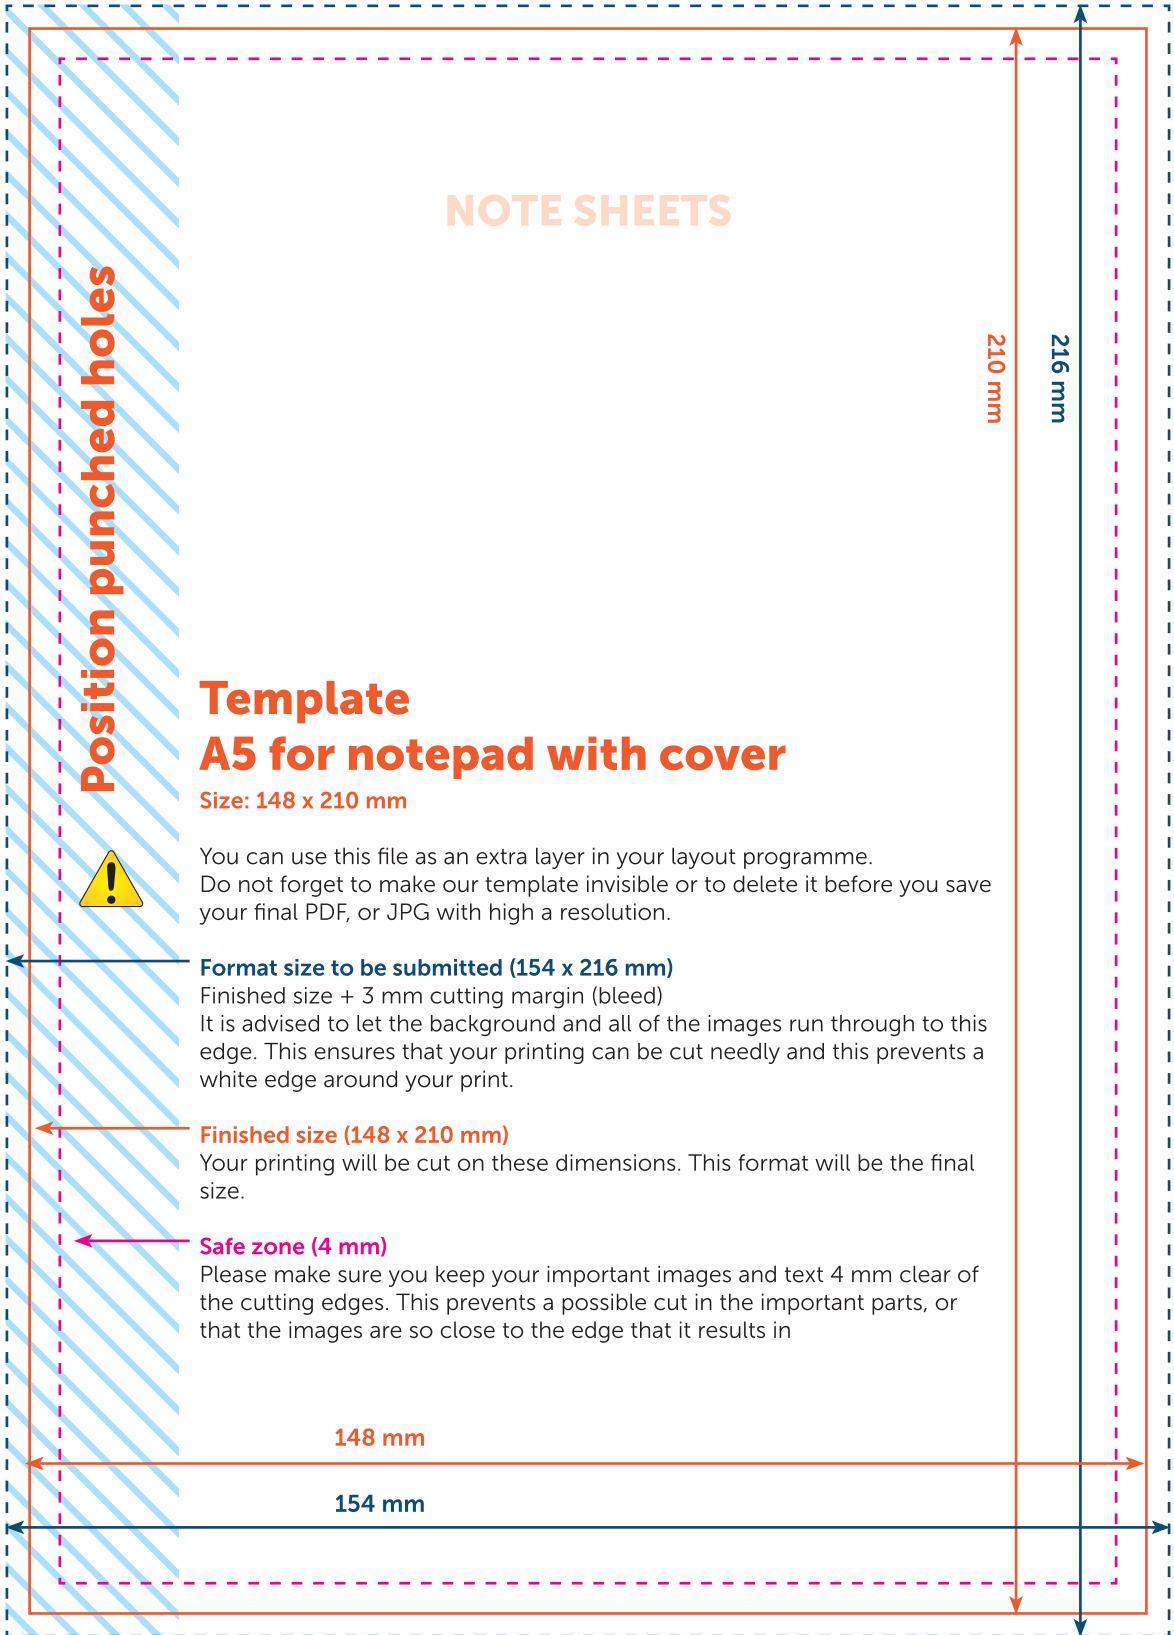 NOTE SHEETS
210 mm
216 mm
Position punched holes
Template
A5 for notepad with cover
Size: 148 x 210 mm
You can use this file as an extra layer in your layout programme.
Do not forget to make our template invisible or to delete it before you save
your final PDF, or JPG with high a resolution.
Format size to be submitted (154 x 216 mm)
Finished size + 3 mm cutting margin (bleed)
It is advised to let the background and all of the images run through to this
edge. This ensures that your printing can be cut needly and this prevents a
white edge around your print.
Finished size (148 x 210 mm)
Your printing will be cut on these dimensions. This format will be the final
size.
Safe zone (4 mm)
Please make sure you keep your important images and text 4 mm clear of
the cutting edges. This prevents a possible cut in the important parts, or
that the images are so close to the edge that it results in
148 mm
154 mm